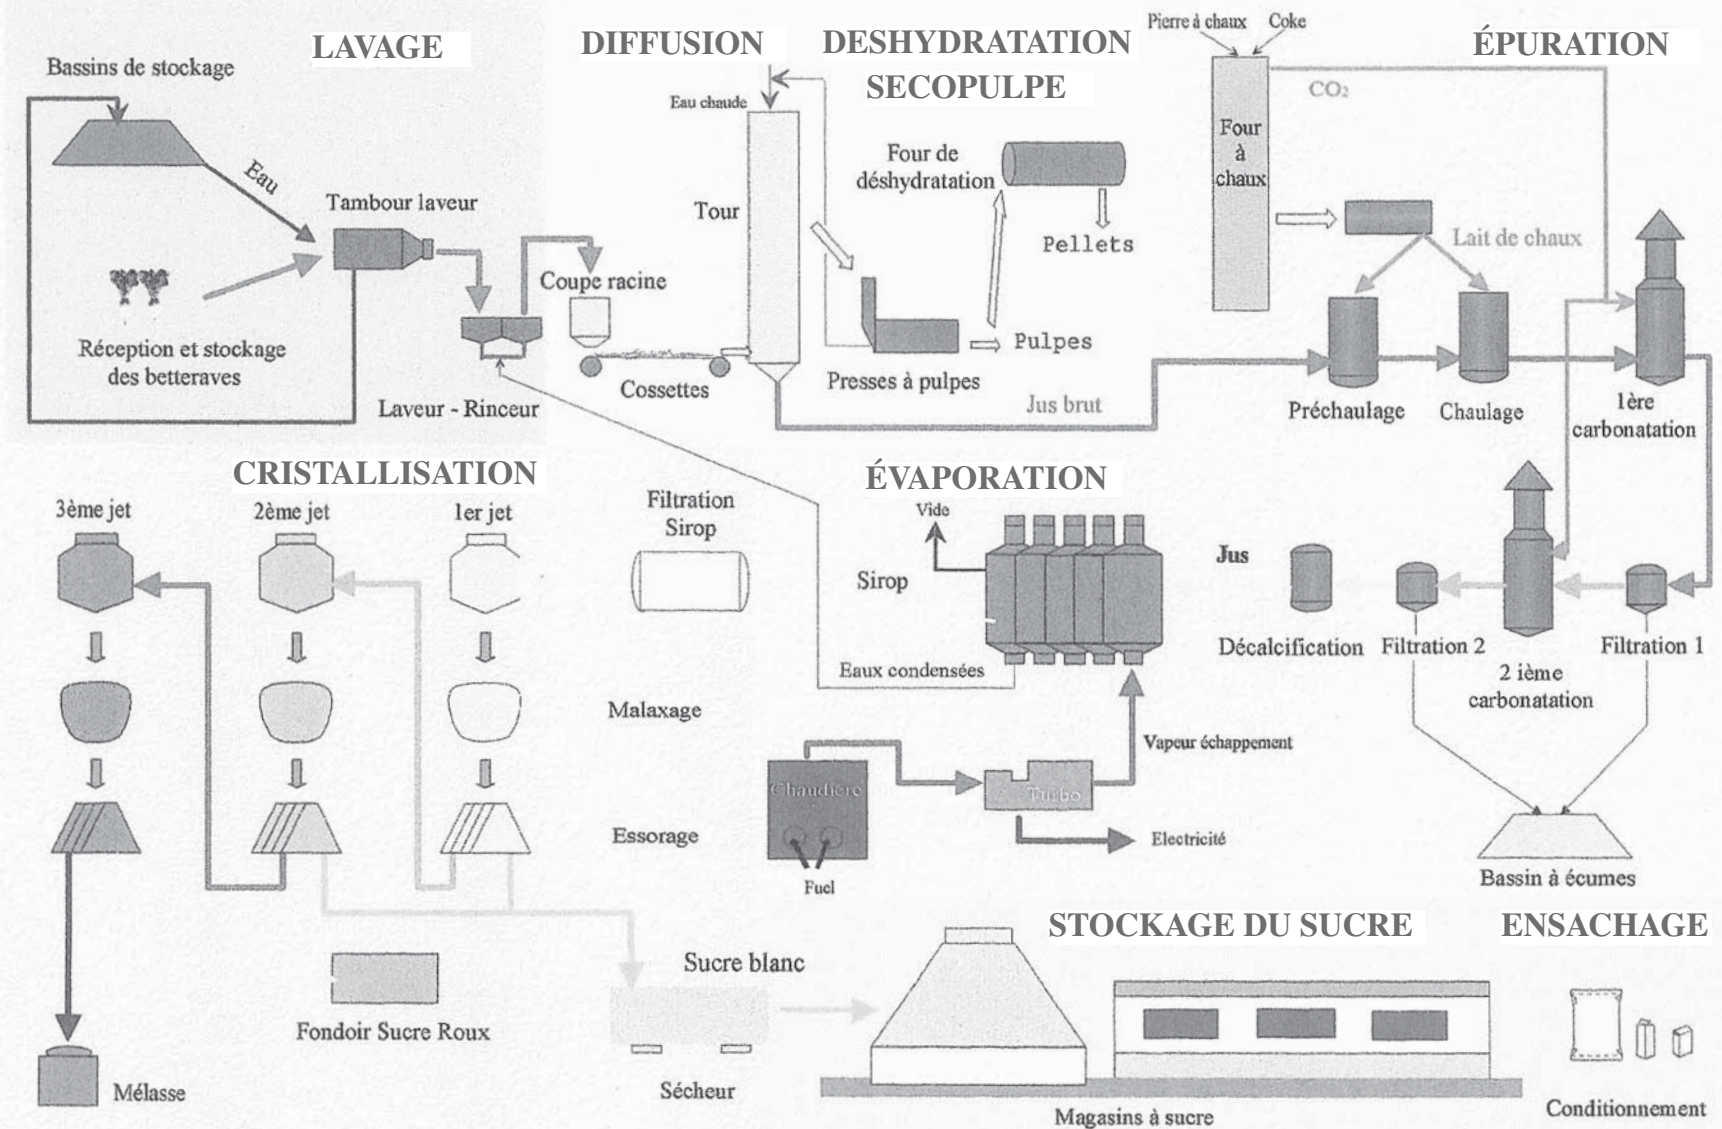 LAVAGE
Bassins de stockage
Eau
Tambour laveur
Réception et stockage
des betteraves
Laveur - Rinceur
DIFFUSION
Eau chaude
Tour
Coupe racine
Cossettes
DESHYDRATATION
SECOPULPE
Four de
déshydratation
Pellets
Pulpes
Presses à pulpes
Jus brut
ÉPURATION
Pierre à chaux
Coke
CO₂
Four
à
chaux
Lait de chaux
Préchaulage
Chaulage
1ère
carbonatation
CRISTALLISATION
3ème jet
2ème jet
1er jet
Filtration
Sirop
Malaxage
Essorage
Mélasse
Fondoir Sucre Roux
Sucre blanc
Sécheur
ÉVAPORATION
Vide
Sirop
Eaux condensées
Chaudière
Fuel
Turbo
Vapeur échappement
Electricité
Jus
Décalcification
Filtration 2
2 ième
carbonatation
Filtration 1
Bassin à écumes
STOCKAGE DU SUCRE
Magasins à sucre
ENSACHAGE
Conditionnement